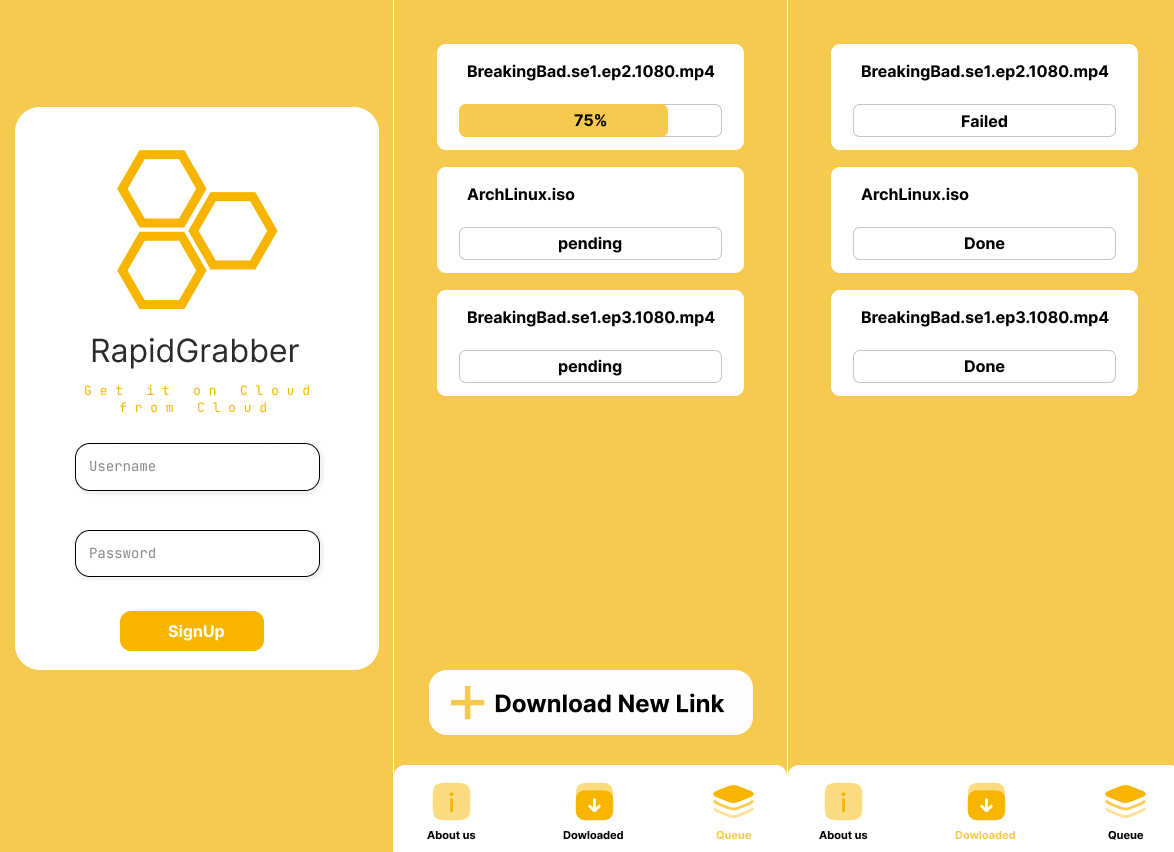 RapidGrabber
Get it on Cloud
from Cloud
Username
Password
SignUp
BreakingBad.se1.ep2.1080.mp4
75%
ArchLinux.iso
pending
BreakingBad.se1.ep3.1080.mp4
pending
Download New Link
About us
Dowloaded
Queue
BreakingBad.se1.ep2.1080.mp4
Failed
ArchLinux.iso
Done
BreakingBad.se1.ep3.1080.mp4
Done
About us
Dowloaded
Queue